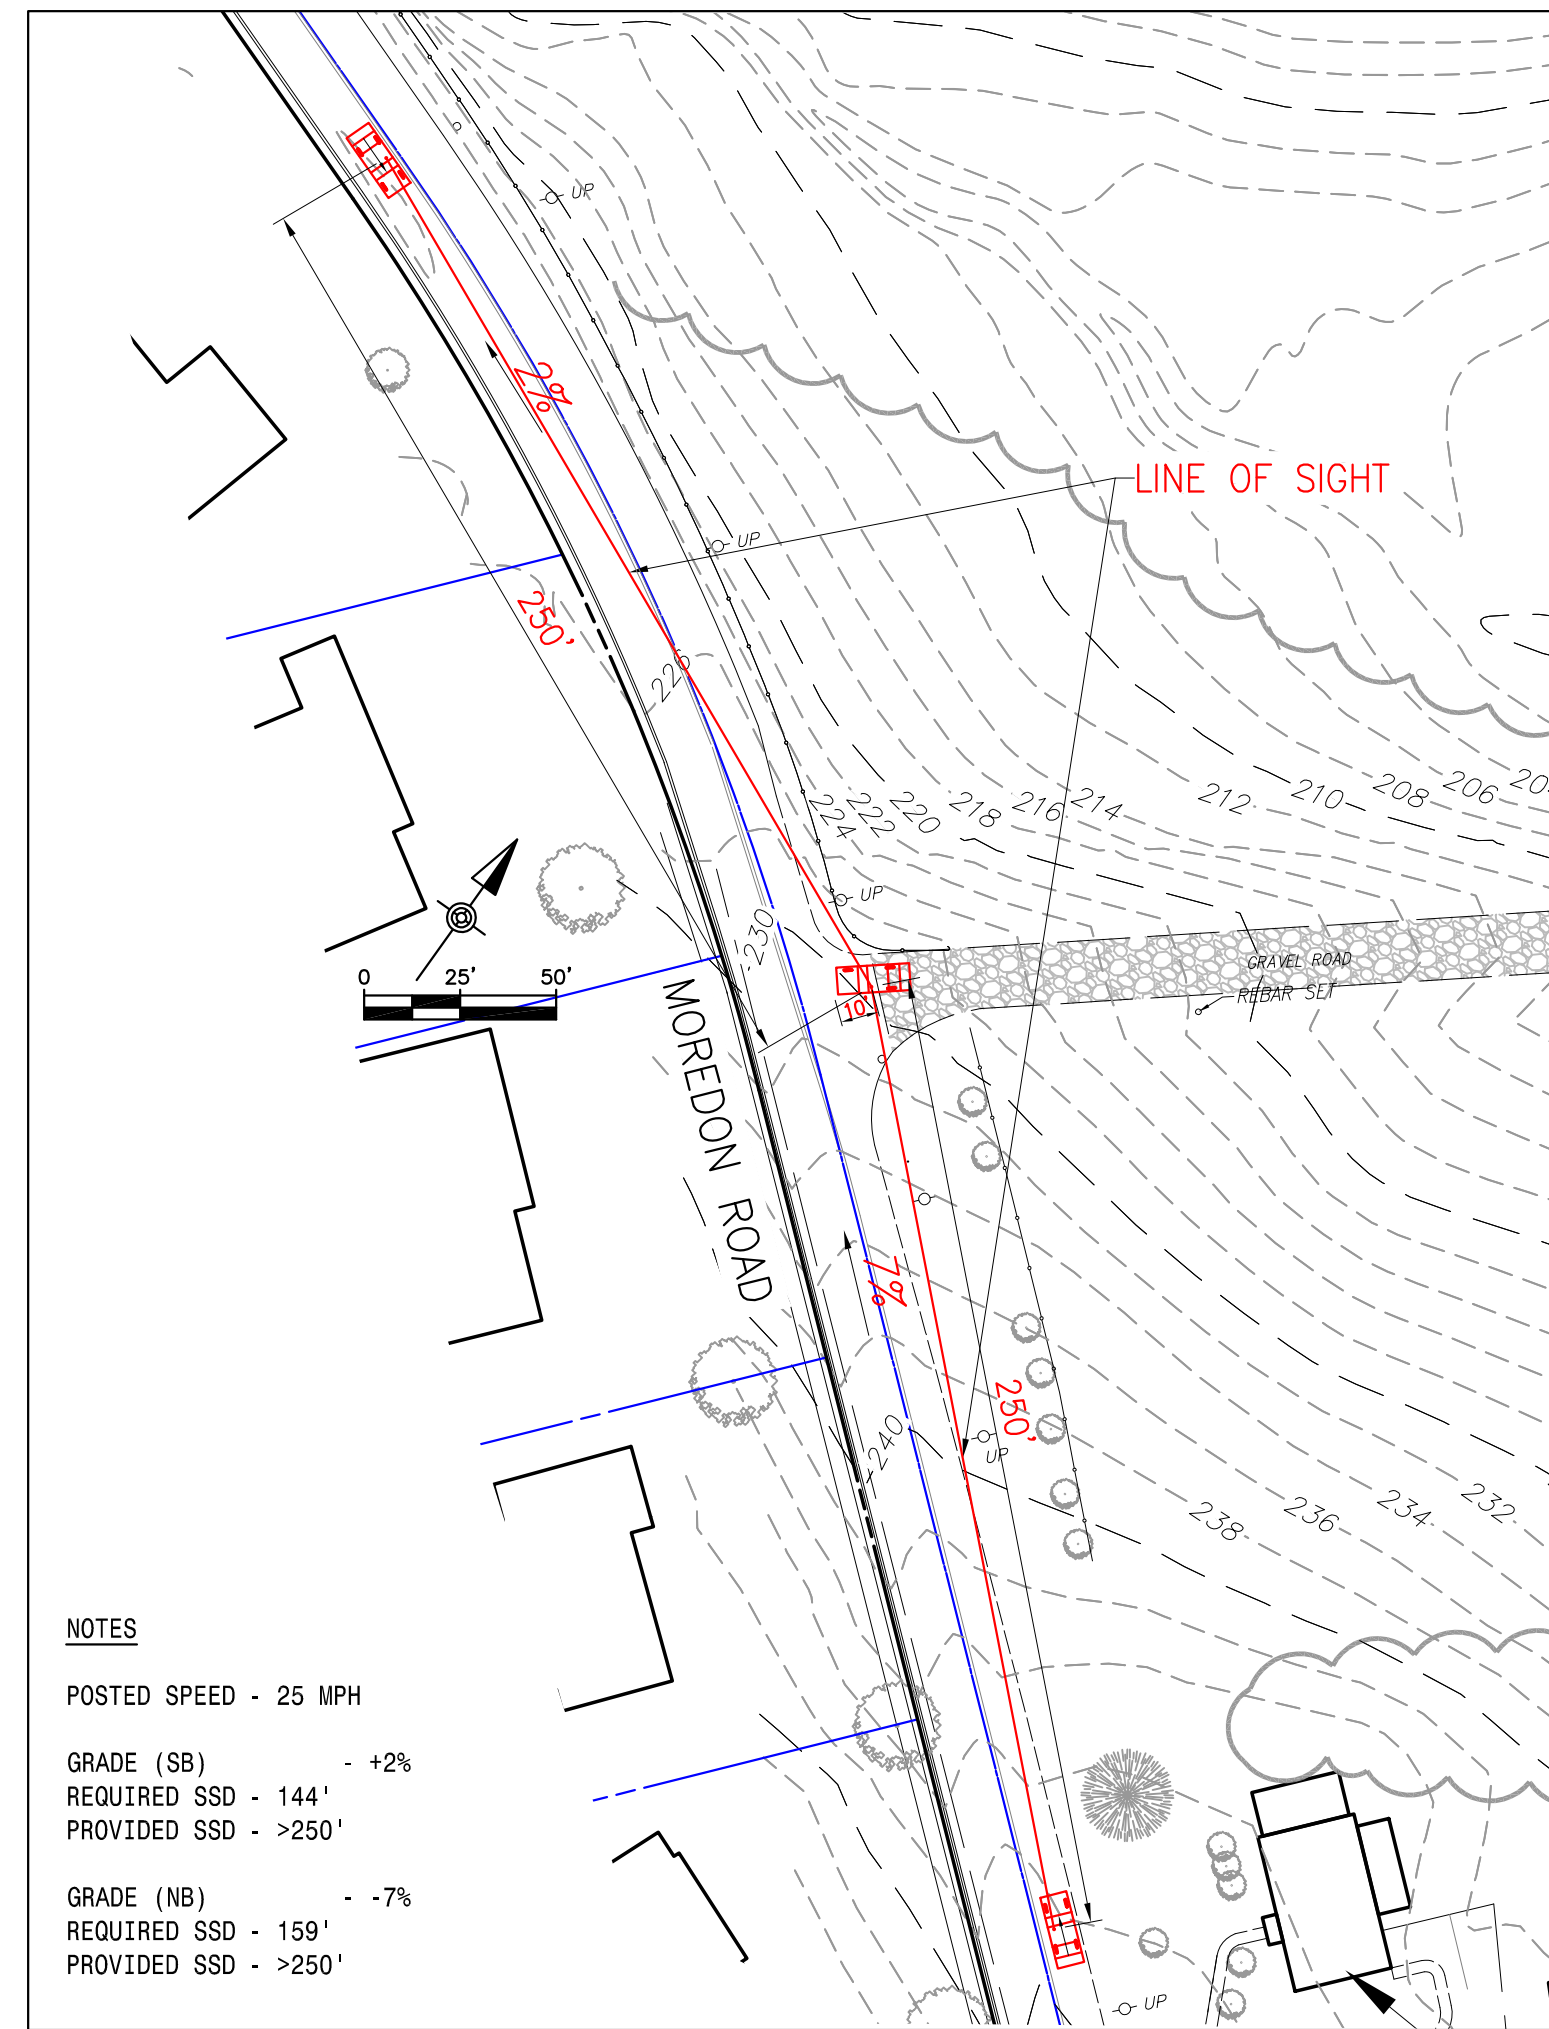 UP
2%
LINE OF SIGHT
UP
250'
226
224
222
220
218
216
214
212
210
208
206
UP
230
0 25' 50'
GRAVEL ROAD
REBAR SET
10'
MOREDON ROAD
7%
250'
240
UP
238
236
234
232
NOTES
POSTED SPEED - 25 MPH
GRADE (SB) - +2%
REQUIRED SSD - 144'
PROVIDED SSD - >250'
GRADE (NB) - -7%
REQUIRED SSD - 159'
PROVIDED SSD - >250'
UP